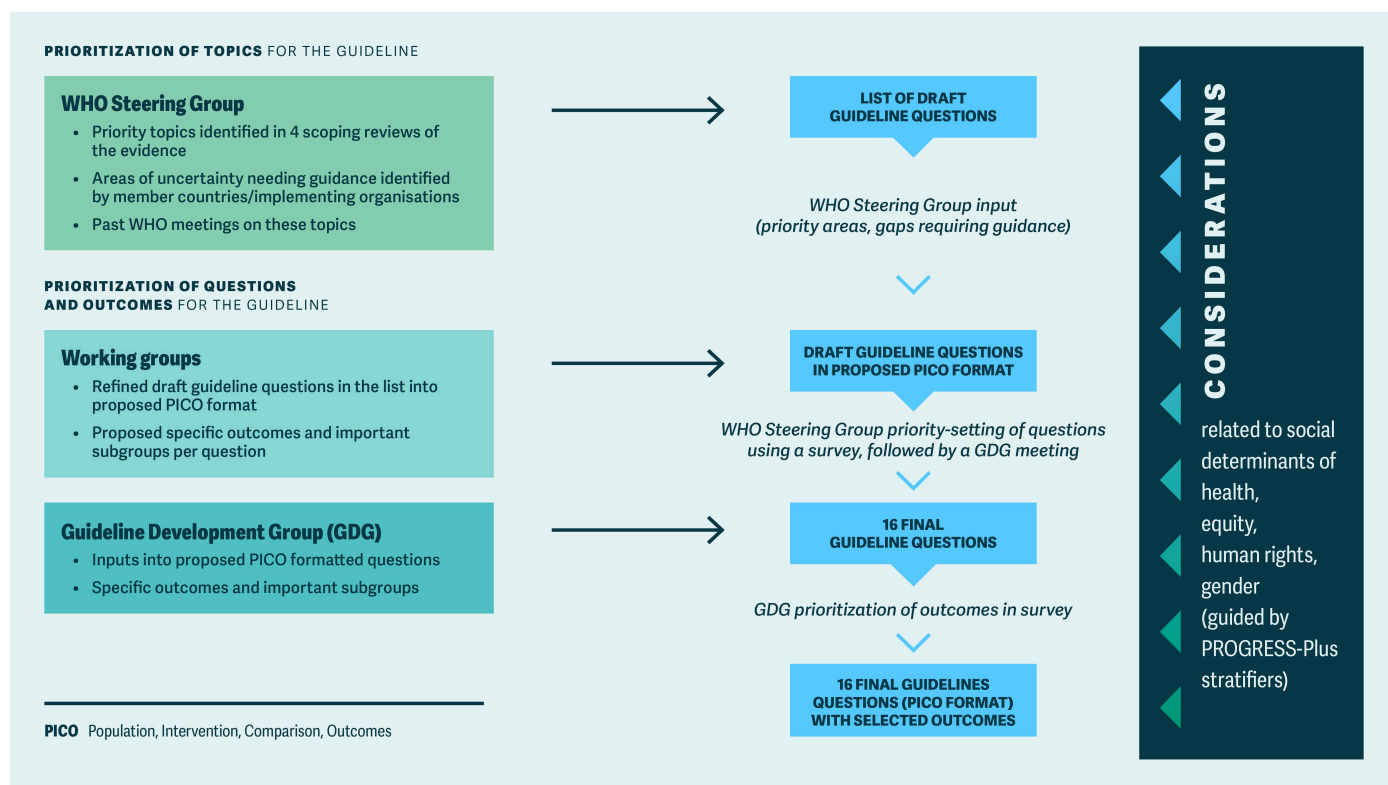 PRIORITIZATION OF TOPICS FOR THE GUIDELINE
WHO Steering Group
• Priority topics identified in 4 scoping reviews of
the evidence
• Areas of uncertainty needing guidance identified
by member countries/implementing organisations
• Past WHO meetings on these topics
LIST OF DRAFT
GUIDELINE QUESTIONS
WHO Steering Group input
(priority areas, gaps requiring guidance)
PRIORITIZATION OF QUESTIONS
AND OUTCOMES FOR THE GUIDELINE
Working groups
• Refined draft guideline questions in the list into
proposed PICO format
• Proposed specific outcomes and important
subgroups per question
DRAFT GUIDELINE QUESTIONS
IN PROPOSED PICO FORMAT
WHO Steering Group priority-setting of questions
using a survey, followed by a GDG meeting
Guideline Development Group (GDG)
• Inputs into proposed PICO formatted questions
• Specific outcomes and important subgroups
16 FINAL
GUIDELINE QUESTIONS
GDG prioritization of outcomes in survey
16 FINAL GUIDELINES
QUESTIONS (PICO FORMAT)
WITH SELECTED OUTCOMES
PICO Population, Intervention, Comparison, Outcomes
CONSIDERATIONS
related to social
determinants of
health,
equity,
human rights,
gender
(guided by
PROGRESS-Plus
stratifiers)